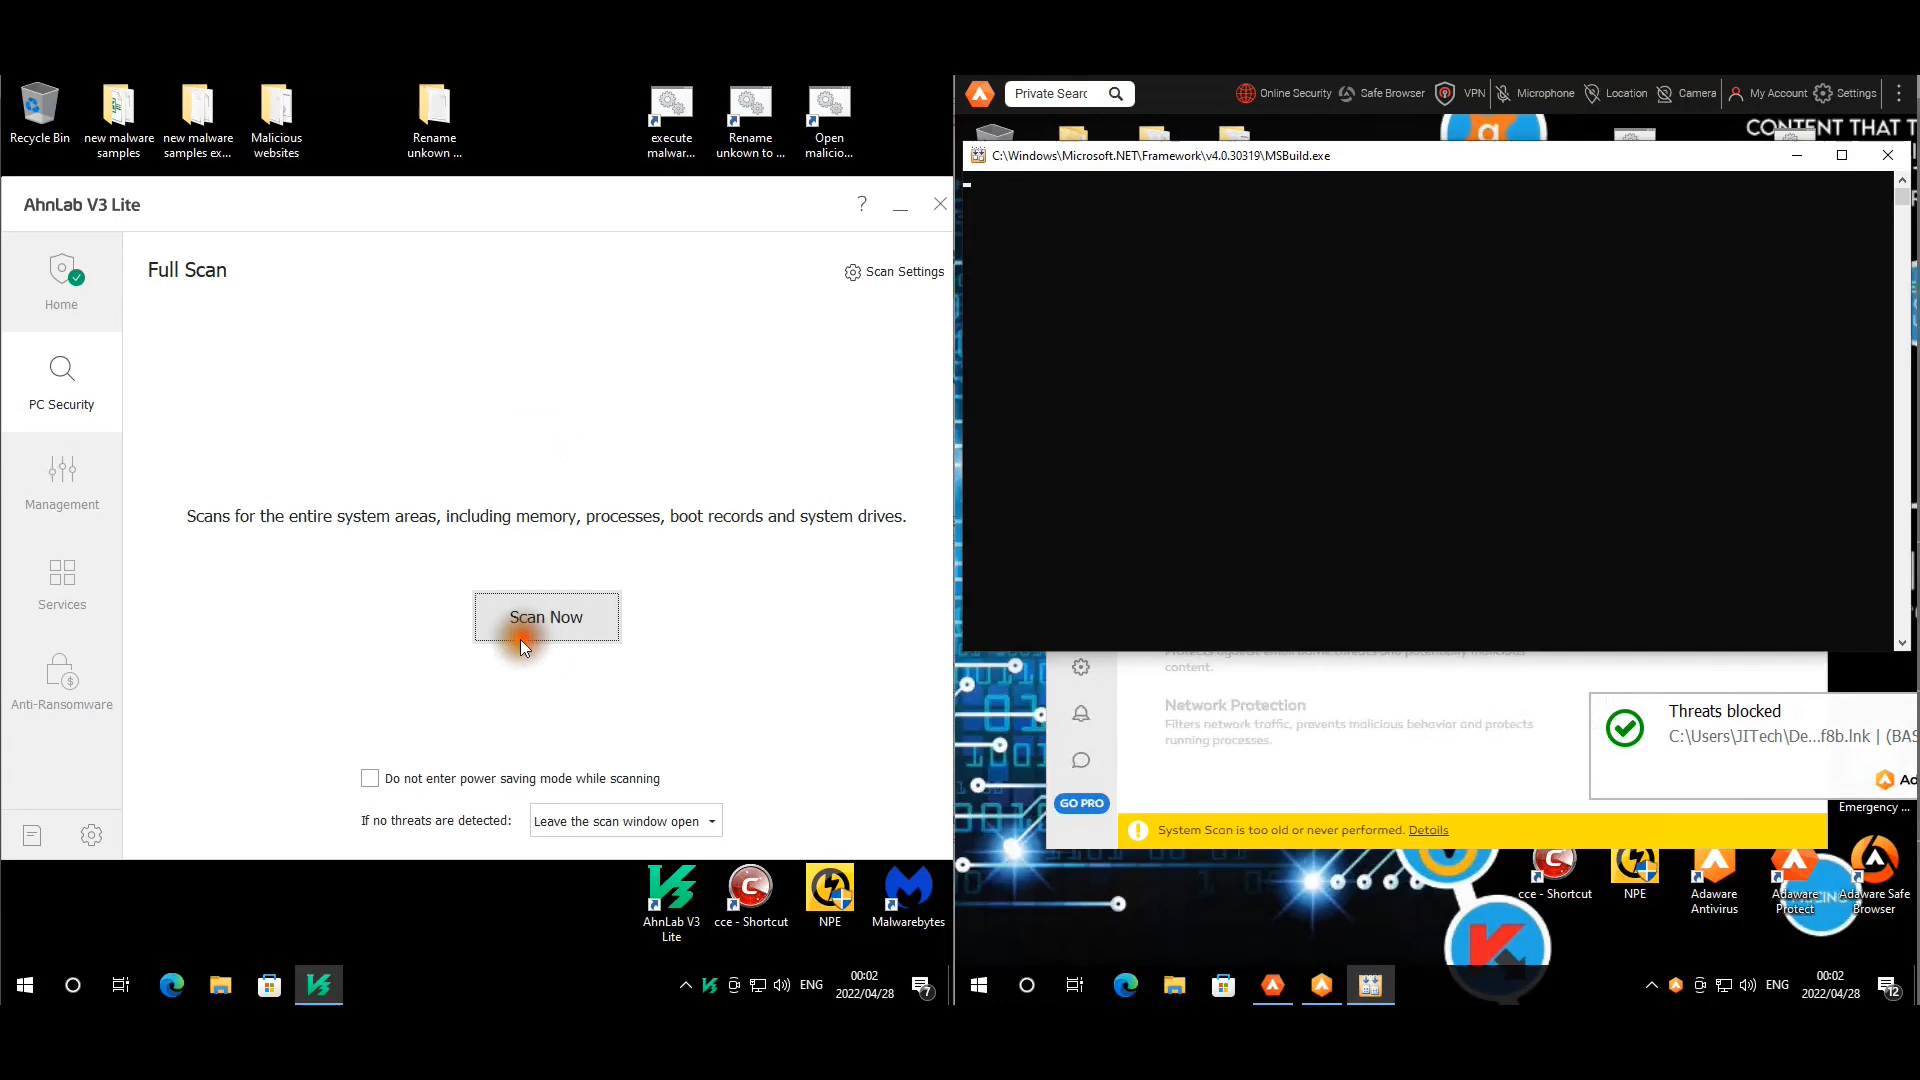 Recycle Bin
new malware
samples
new malware
samples ex...
Malicious
websites
Rename
unkown ...
execute
malwar...
Rename
unkown to ...
Open
malicio...
AhnLab V3 Lite
?
Home
PC Security
Management
Services
Anti-Ransomware
Full Scan
Scan Settings
Scans for the entire system areas, including memory, processes, boot records and system drives.
Scan Now
Do not enter power saving mode while scanning
If no threats are detected:
Leave the scan window open
AhnLab V3
Lite
cce - Shortcut
NPE
Malwarebytes
ENG
00:02
2022/04/28
7
Private Searc
Online Security
Safe Browser
VPN
Microphone
Location
Camera
My Account
Settings
CONTENT THAT T
C:\Windows\Microsoft.NET\Framework\v4.0.30319\MSBuild.exe
content.
Network Protection
Filters network traffic, prevents malicious behavior and protects
running processes.
GO PRO
System Scan is too old or never performed. Details
Threats blocked
C:\Users\JITech\De...f8b.lnk | (BAS
Ad
Emergency ...
cce - Shortcut
NPE
Adaware
Antivirus
Adaware
Protect
Adaware Safe
Browser
ENG
00:02
2022/04/28
12